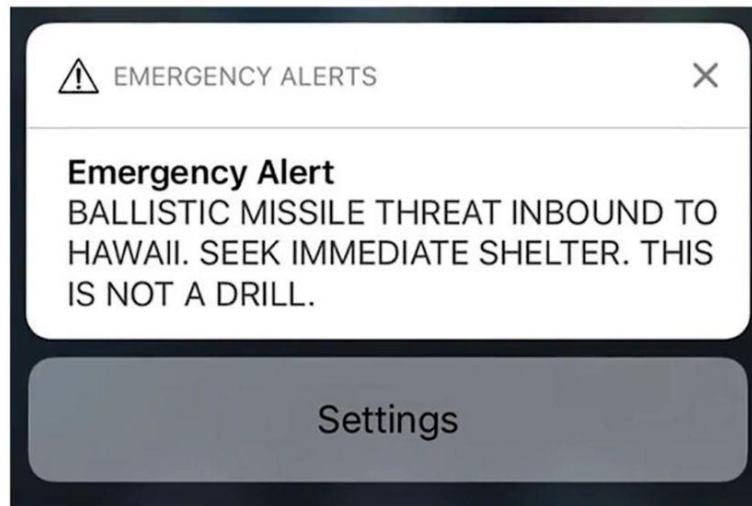 EMERGENCY ALERTS
Emergency Alert
BALLISTIC MISSILE THREAT INBOUND TO
HAWAII. SEEK IMMEDIATE SHELTER. THIS
IS NOT A DRILL.
Settings